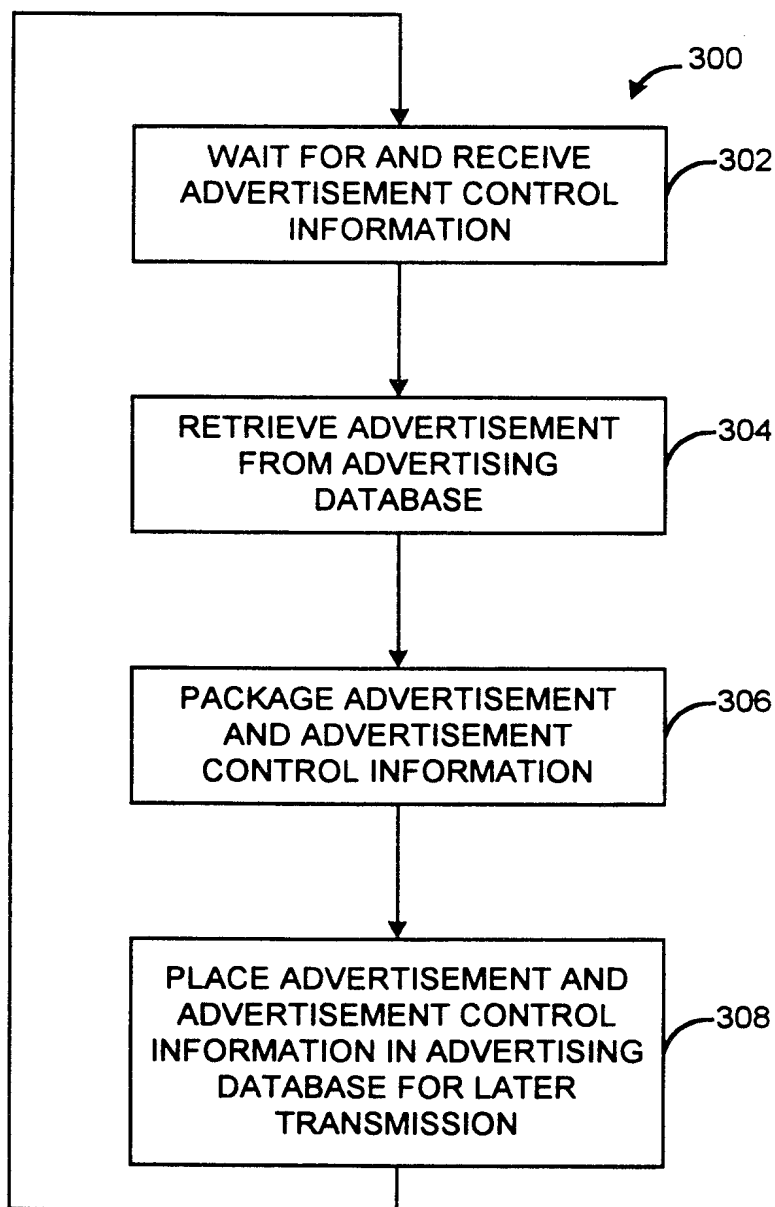 300
WAIT FOR AND RECEIVE
ADVERTISEMENT CONTROL
INFORMATION
302
RETRIEVE ADVERTISEMENT
FROM ADVERTISING
DATABASE
304
PACKAGE ADVERTISEMENT
AND ADVERTISEMENT
CONTROL INFORMATION
306
PLACE ADVERTISEMENT AND
ADVERTISEMENT CONTROL
INFORMATION IN ADVERTISING
DATABASE FOR LATER
TRANSMISSION
308